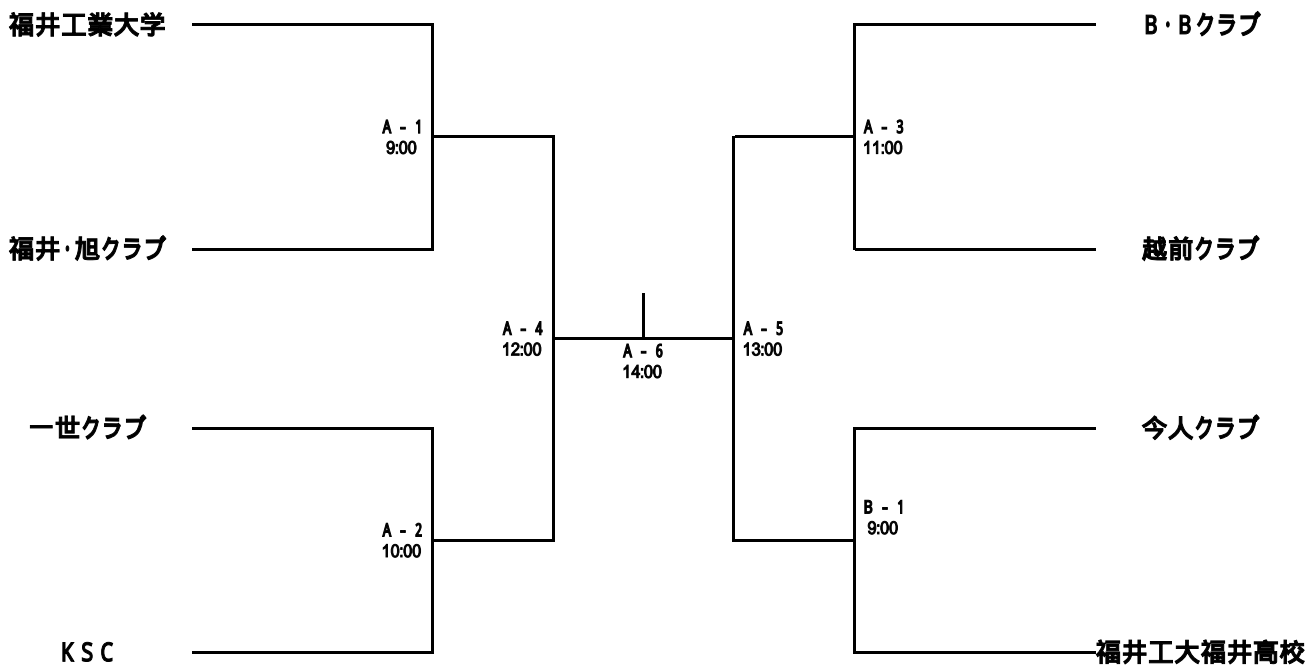 福井工業大学
B・Bクラブ
A - 1
9:00
A - 3
11:00
福井・旭クラブ
越前クラブ
A - 4
12:00
A - 6
14:00
A - 5
13:00
一世クラブ
今人クラブ
A - 2
10:00
B - 1
9:00
KSC
福井工大福井高校